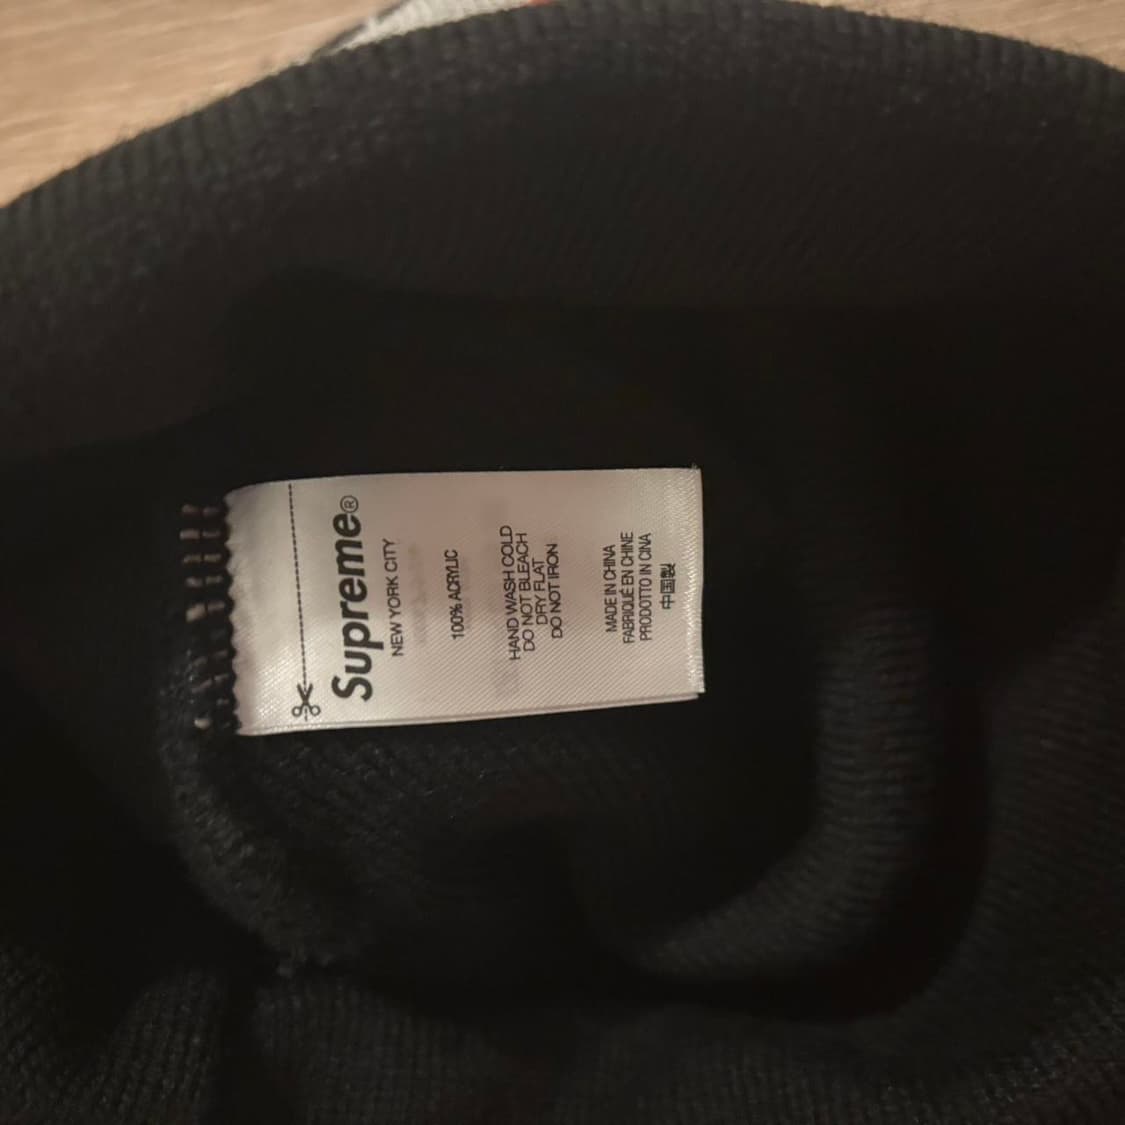 Supreme®
NEW YORK CITY
100% ACRYLIC
HAND WASH COLD
DO NOT BLEACH
DRY FLAT
DO NOT IRON
MADE IN CHINA
FABRIQUÉ EN CHINE
PRODOTTO IN CINA
中国製